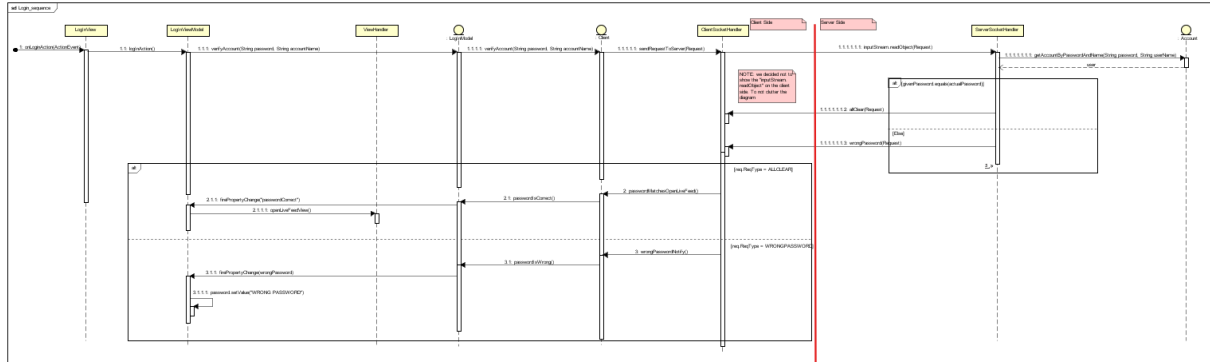 sd Login_sequence
Client Side
Server Side
LoginView
LoginViewModel
ViewHandler
LoginModel
Client
ClientSocketHandler
ServerSocketHandler
Account
1: onLoginAction(ActionEvent)
1.1: loginAction()
1.1.1: verifyAccount(String password, String accountName)
1.1.1.1: verifyAccount(String password, String accountName)
1.1.1.1.1: sendRequestToServer(Request)
1.1.1.1.1.1: inputStream.readObject(Request)
1.1.1.1.1.1.1: getAccountByPasswordAndName(String password, String userName)
user
NOTE: we decided not to
show the "inputStream.
readObject" on the client
side. To not clutter the
diagram
alt
[givenPassword.equals(actualPassword)]
1.1.1.1.1.1.2: allClear(Request)
[Else]
1.1.1.1.1.1.3: wrongPassword(Request)
alt
[req.ReqType = ALLCLEAR]
2: passwordMatchesOpenLiveFeed()
2.1: passwordIsCorrect()
2.1.1: firePropertyChange("passwordCorrect")
2.1.1.1: openLiveFeedView()
[req.ReqType = WRONGPASSWORD]
3: wrongPasswordNotify()
3.1: passwordIsWrong()
3.1.1: firePropertyChange(wrongPassword)
3.1.1.1: password.setValue("WRONG PASSWORD")